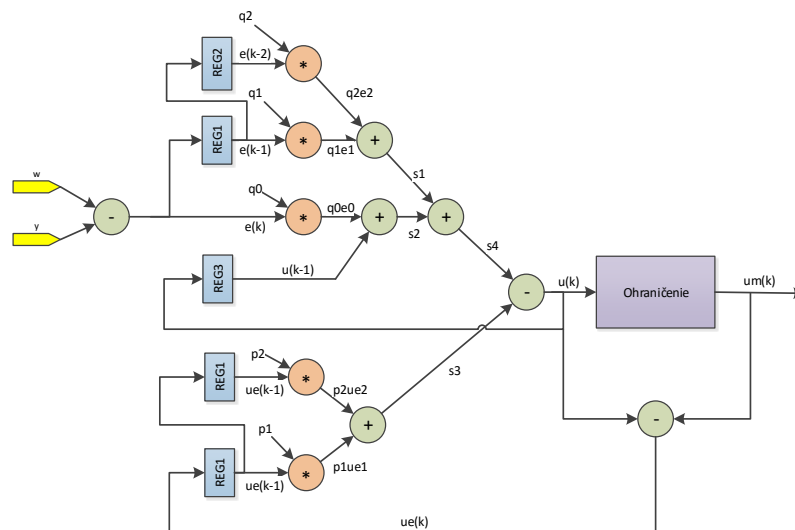 q2
REG2
e(k-2)
*
q2e2
q1
REG1
e(k-1)
*
q1e1
+
s1
w
y
-
q0
e(k)
*
q0e0
+
s2
+
s4
REG3
u(k-1)
-
u(k)
Ohraničenie
um(k)
p2
REG1
ue(k-1)
*
p2ue2
s3
+
-
p1
REG1
ue(k-1)
*
p1ue1
ue(k)